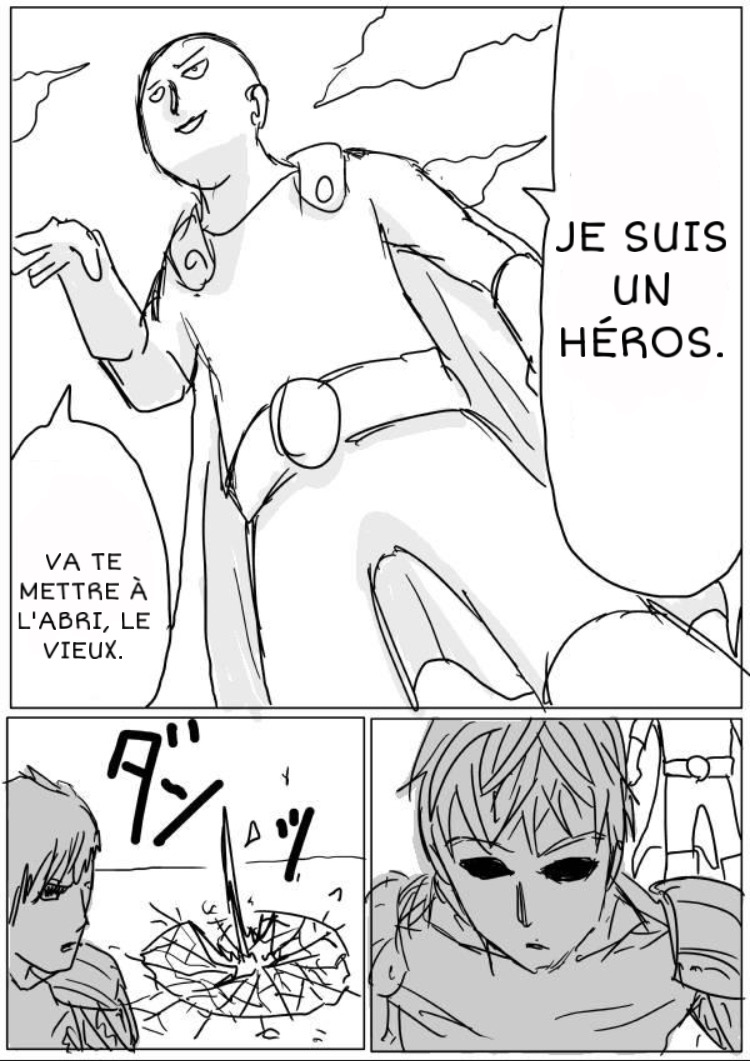 JE SUIS
UN
HÉROS.
VA TE
METTRE À
L'ABRI, LE
VIEUX.
ダンッ